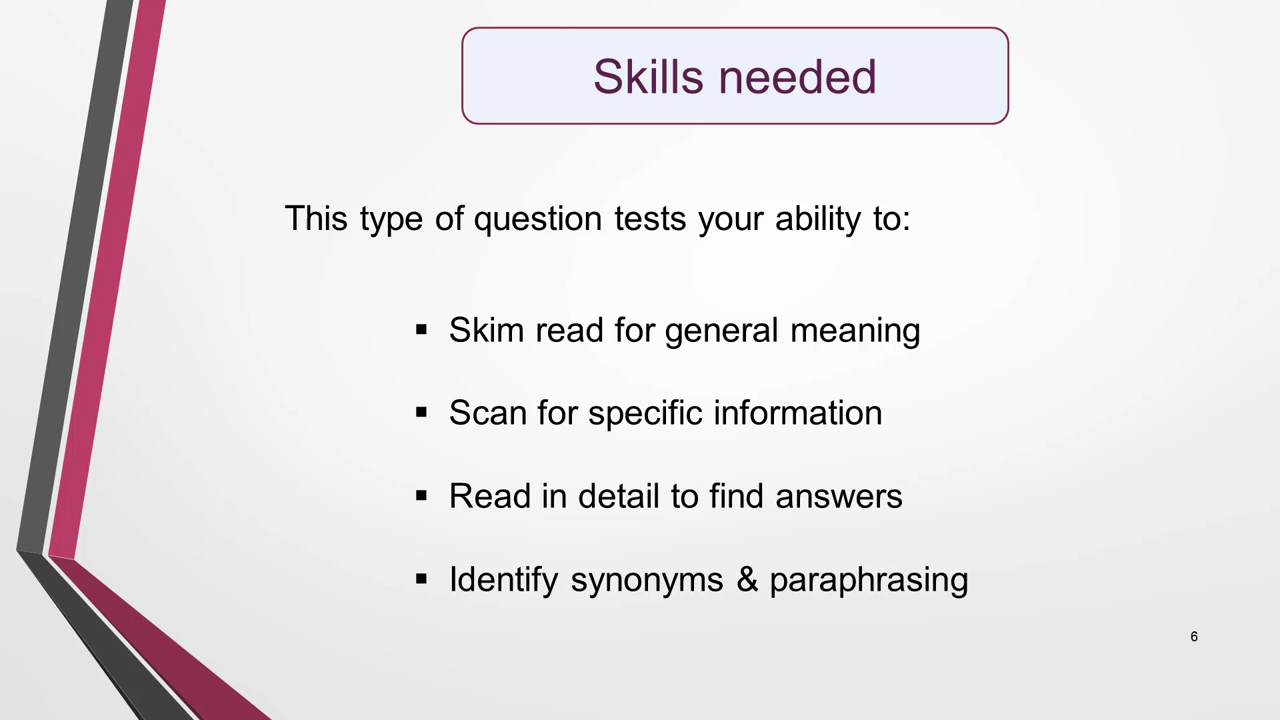 Skills needed
This type of question tests your ability to:
▪ Skim read for general meaning
▪ Scan for specific information
▪ Read in detail to find answers
▪ Identify synonyms & paraphrasing
6